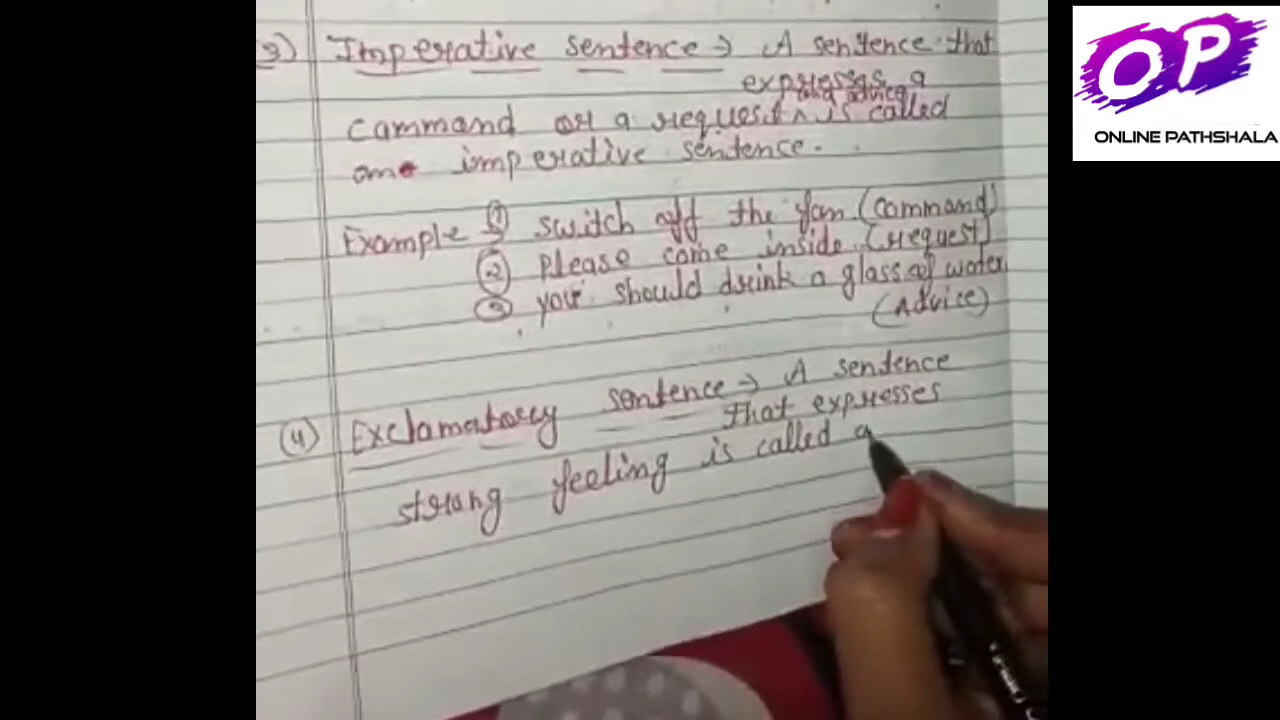 3) Imperative sentence → A sentence that
expresses a
and advice
command or a request ^ is called
an imperative sentence.
Example ① switch off the fan (command)
② please come inside. (request)
③ you should drink a glass of water
(Advice)
(4) Exclamatory sentence → A sentence
that expresses
strong feeling is called a
OP
ONLINE PATHSHALA